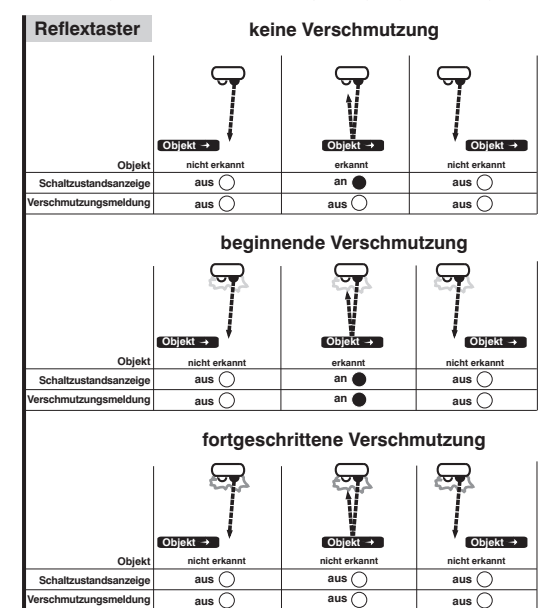 Reflextaster
keine Verschmutzung
Objekt → Objekt → Objekt →
Objekt nicht erkannt erkannt nicht erkannt
Schaltzustandsanzeige aus an aus
Verschmutzungsmeldung aus aus aus
beginnende Verschmutzung
Objekt → Objekt → Objekt →
Objekt nicht erkannt erkannt nicht erkannt
Schaltzustandsanzeige aus an aus
Verschmutzungsmeldung aus an aus
fortgeschrittene Verschmutzung
Objekt → Objekt → Objekt →
Objekt nicht erkannt nicht erkannt nicht erkannt
Schaltzustandsanzeige aus aus aus
Verschmutzungsmeldung aus aus aus